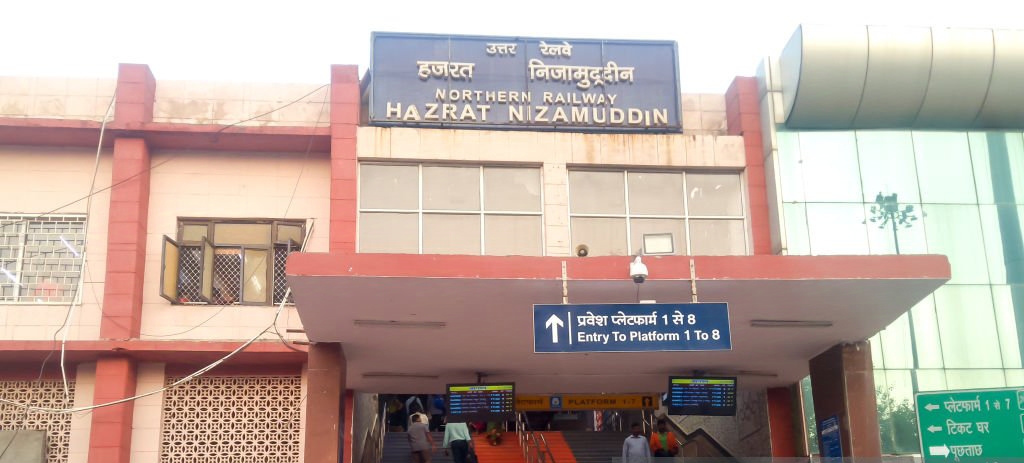 उत्तर रेलवे
हजरत निजामुद्दीन
NORTHERN RAILWAY
HAZRAT NIZAMUDDIN
प्रवेश प्लेटफार्म 1 से 8
Entry To Platform 1 To 8
प्लेटफार्म PLATFORM 1-7
प्लेटफार्म 1 से 7
टिकट घर
पूछताछ